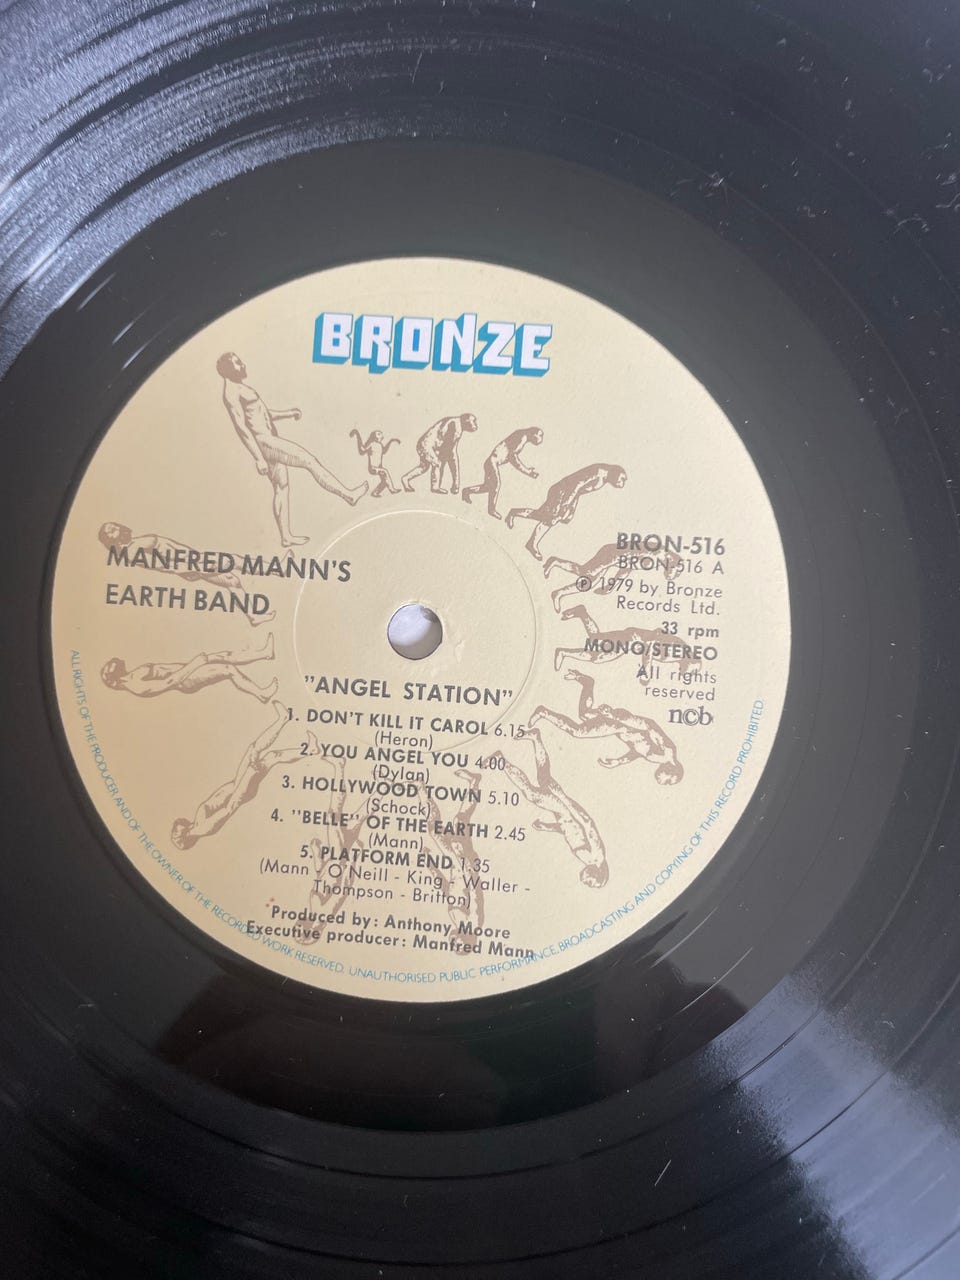 BRONZE
MANFRED MANN'S
EARTH BAND
BRON-516
BRON-516 A
Ⓟ 1979 by Bronze
Records Ltd.
33 rpm
MONO/STEREO
All rights
reserved
ncb
"ANGEL STATION"
1. DON'T KILL IT CAROL 6.15
(Heron)
2. YOU ANGEL YOU 4.00
(Dylan)
3. HOLLYWOOD TOWN 5.10
(Schock)
4. "BELLE" OF THE EARTH 2.45
(Mann)
5. PLATFORM END 1.35
(Mann - O'Neill - King - Waller -
Thompson - Britton)
Produced by: Anthony Moore
Executive producer: Manfred Mann
ALL RIGHTS OF THE PRODUCER AND OF THE OWNER OF THE RECORDED WORK RESERVED. UNAUTHORISED PUBLIC PERFORMANCE, BROADCASTING AND COPYING OF THIS RECORD PROHIBITED